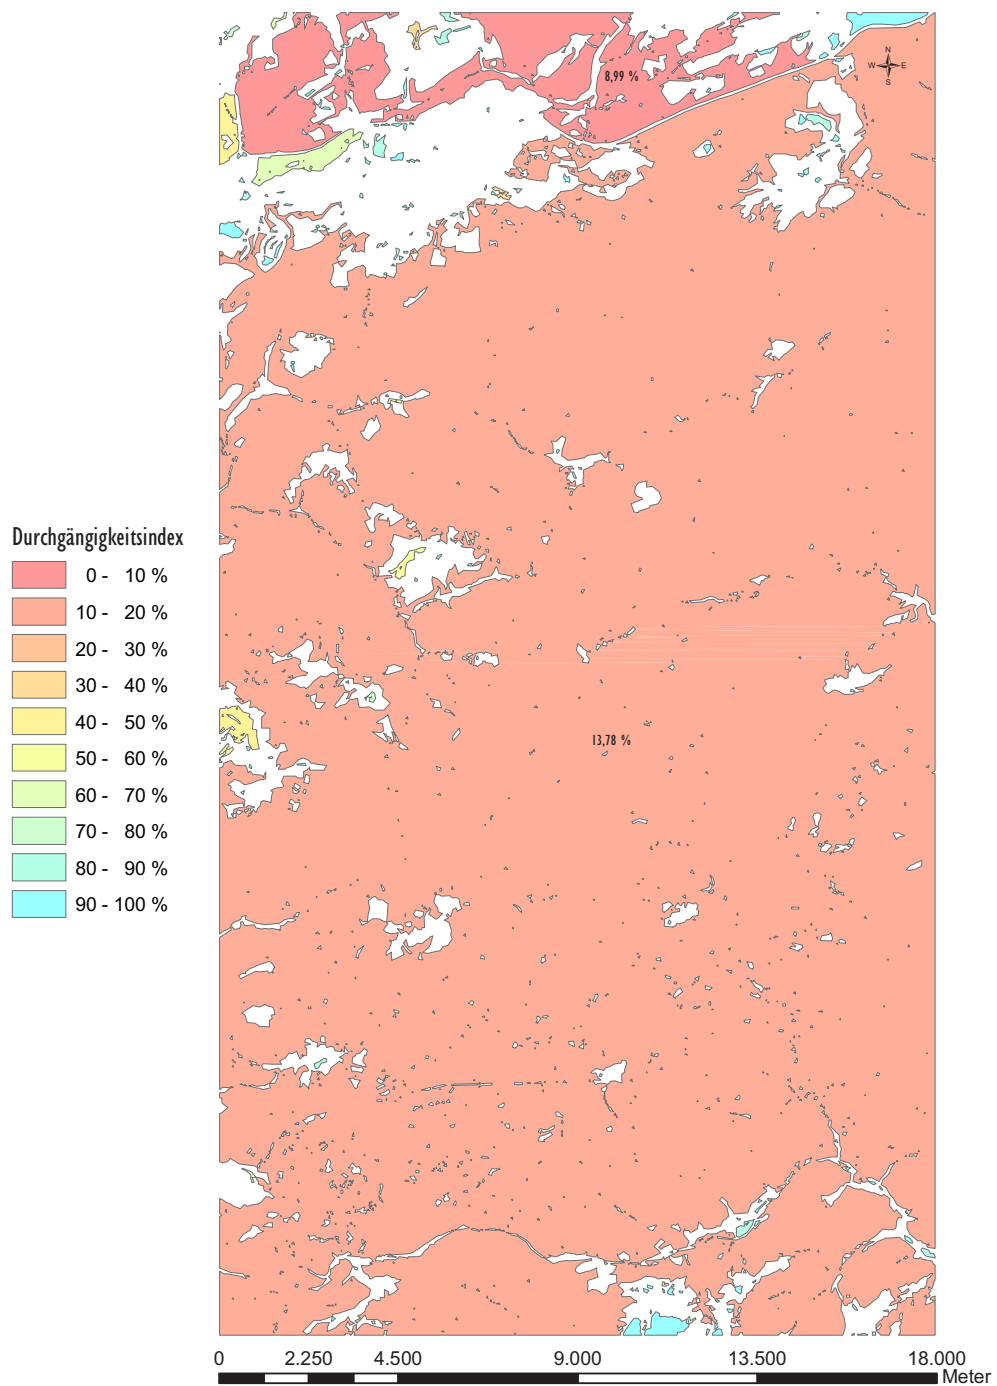 8,99 %
N
W E
S
Durchgängigkeitsindex
0 - 10 %
10 - 20 %
20 - 30 %
30 - 40 %
40 - 50 %
50 - 60 %
60 - 70 %
70 - 80 %
80 - 90 %
90 - 100 %
13,78 %
0 2.250 4.500 9.000 13.500 18.000
Meter